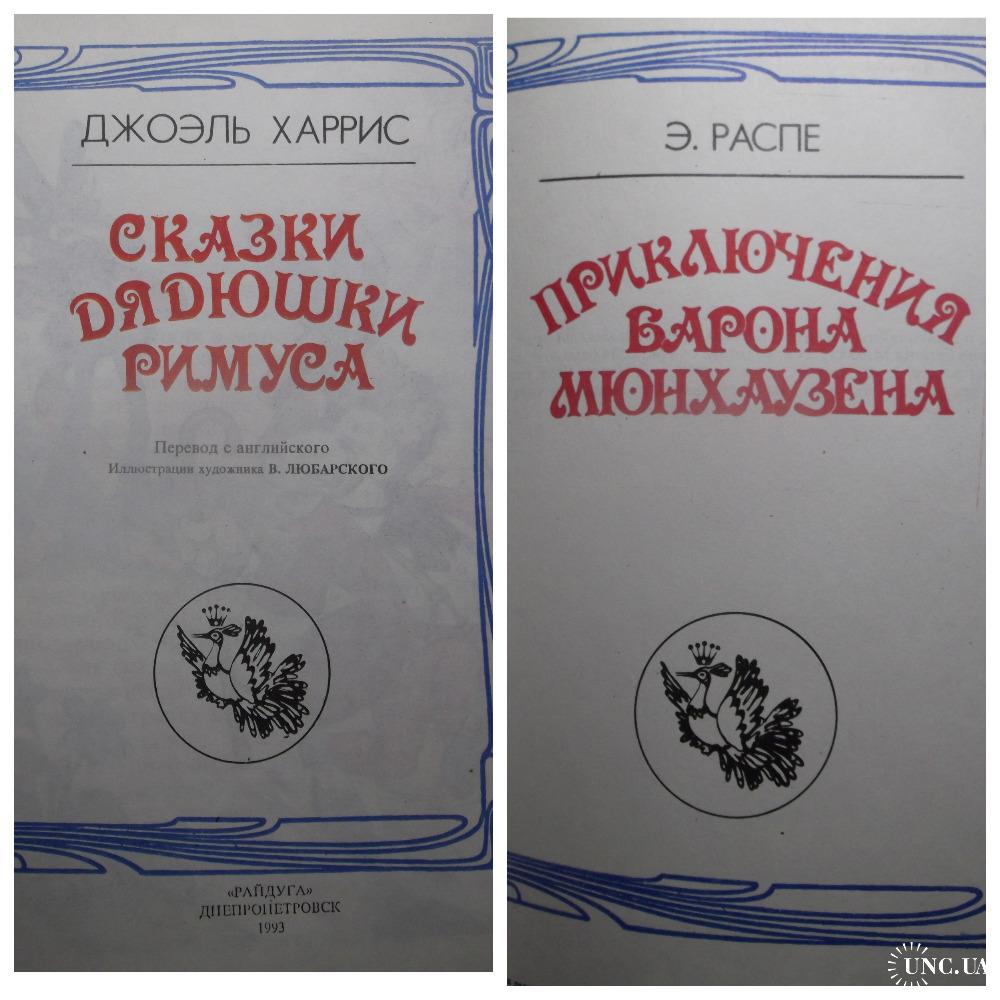 ДЖОЭЛЬ ХАРРИС
СКАЗКИ
ДЯДЮШКИ
РИМУСА
Перевод с английского
Иллюстрации художника В. ЛЮБАРСКОГО
«РАЙДУГА»
ДНЕПРОПЕТРОВСК
1993
Э. РАСПЕ
ПРИКЛЮЧЕНИЯ
БАРОНА
МЮНХАУЗЕНА
UNC.UA